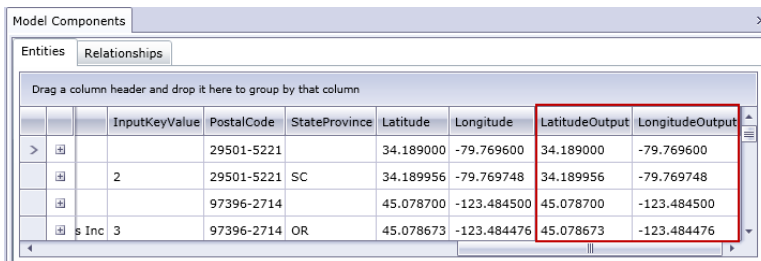 Model Components
Entities Relationships
Drag a column header and drop it here to group by that column
InputKeyValue PostalCode StateProvince Latitude Longitude LatitudeOutput LongitudeOutput
29501-5221 34.189000 -79.769600 34.189000 -79.769600
2 29501-5221 SC 34.189956 -79.769748 34.189956 -79.769748
97396-2714 45.078700 -123.484500 45.078700 -123.484500
s Inc 3 97396-2714 OR 45.078673 -123.484476 45.078673 -123.484476